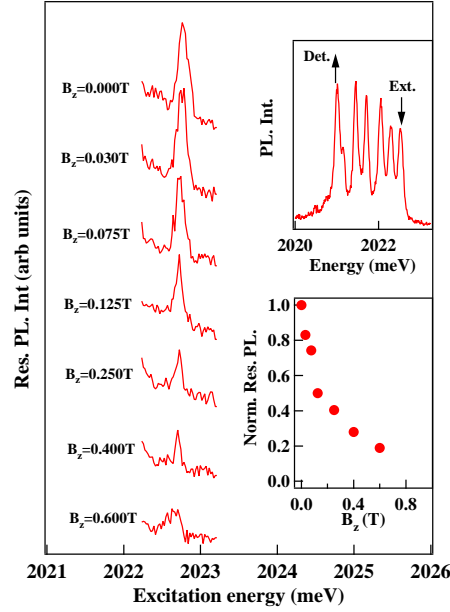 Res. PL. Int (arb units)
B_z=0.000T
B_z=0.030T
B_z=0.075T
B_z=0.125T
B_z=0.250T
B_z=0.400T
B_z=0.600T
2021 2022 2023 2024 2025 2026
Excitation energy (meV)
PL. Int.
Det.
Ext.
2020 2022
Energy (meV)
Norm. Res PL.
1.0
0.8
0.6
0.4
0.2
0.0
0.0 0.4 0.8
B_z (T)